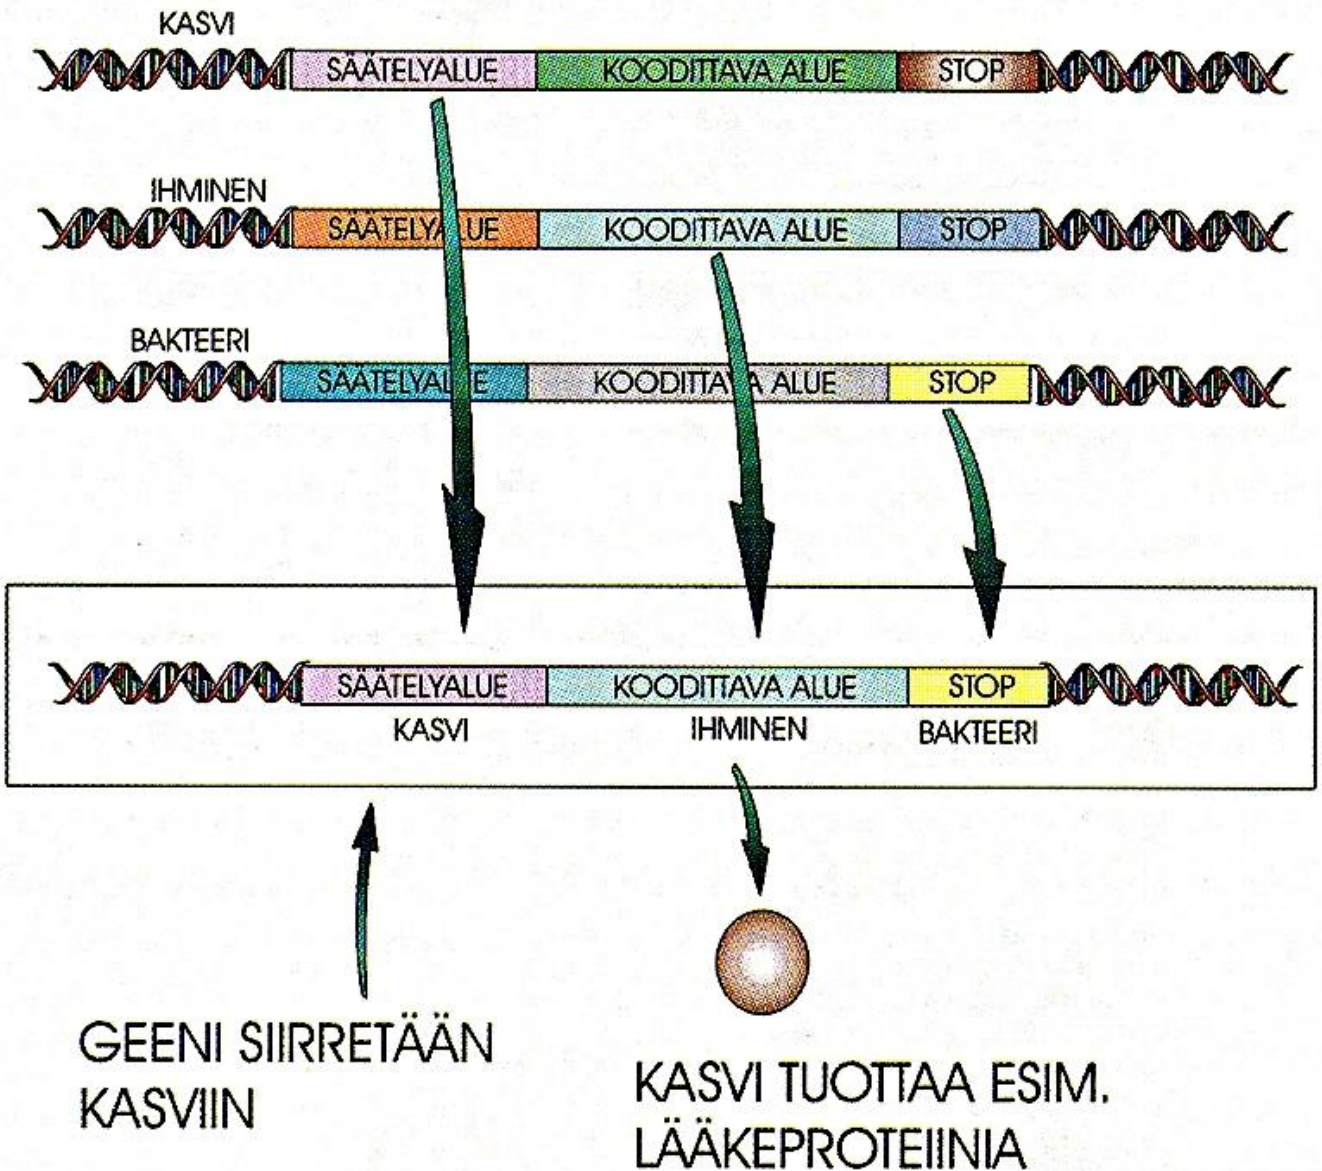 KASVI
SÄÄTELYALUE KOODITTAVA ALUE STOP
IHMINEN
SÄÄTELYALUE KOODITTAVA ALUE STOP
BAKTEERI
SÄÄTELYALUE KOODITTAVA ALUE STOP
SÄÄTELYALUE KOODITTAVA ALUE STOP
KASVI IHMINEN BAKTEERI
GEENI SIIRRETÄÄN
KASVIIN
KASVI TUOTTAA ESIM.
LÄÄKEPROTEIINIA